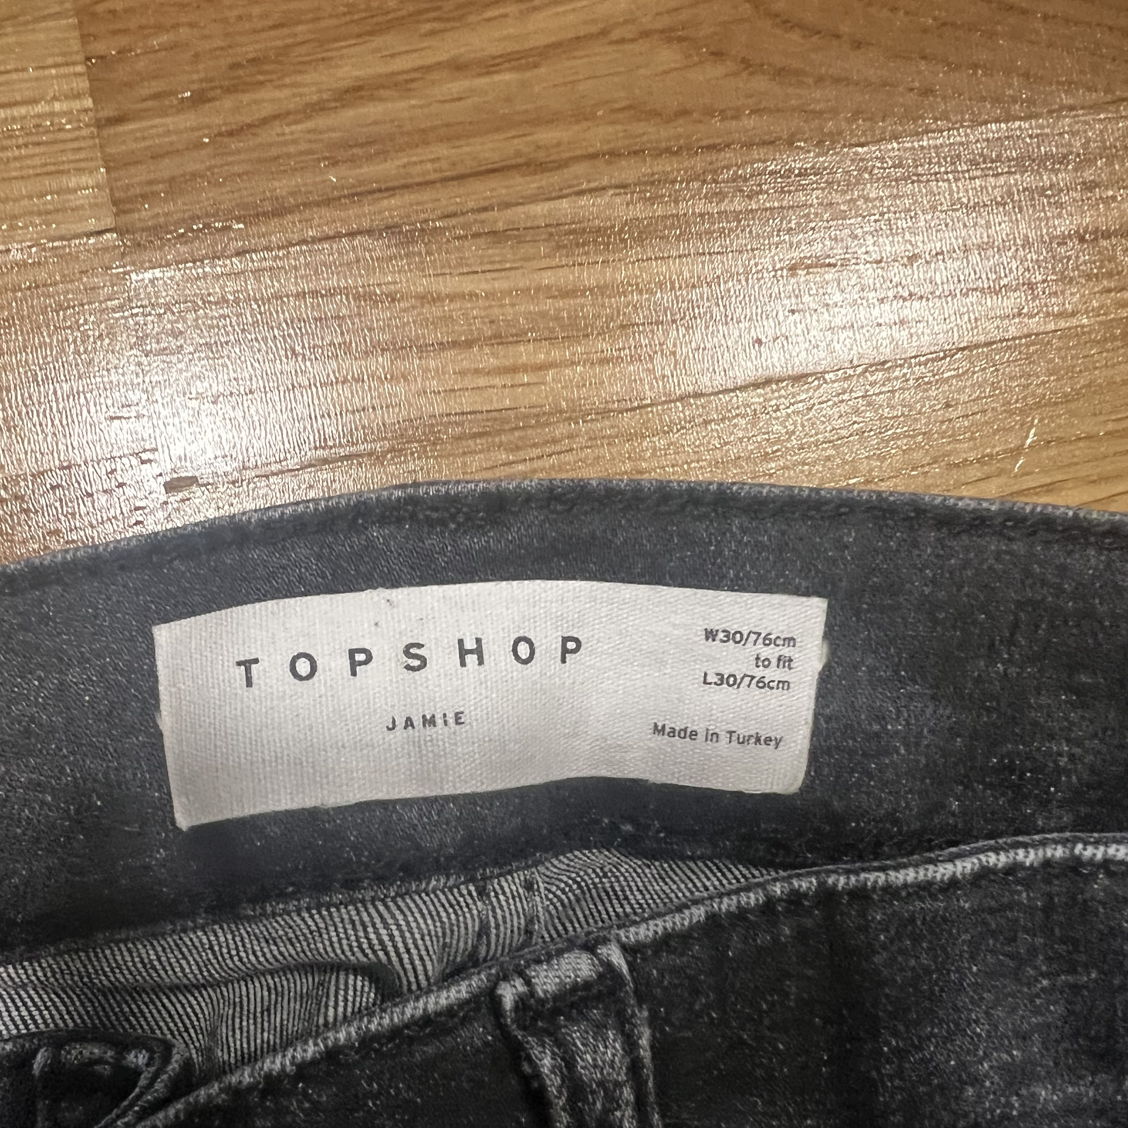 TOPSHOP
JAMIE
W30/76cm
to fit
L30/76cm
Made in Turkey